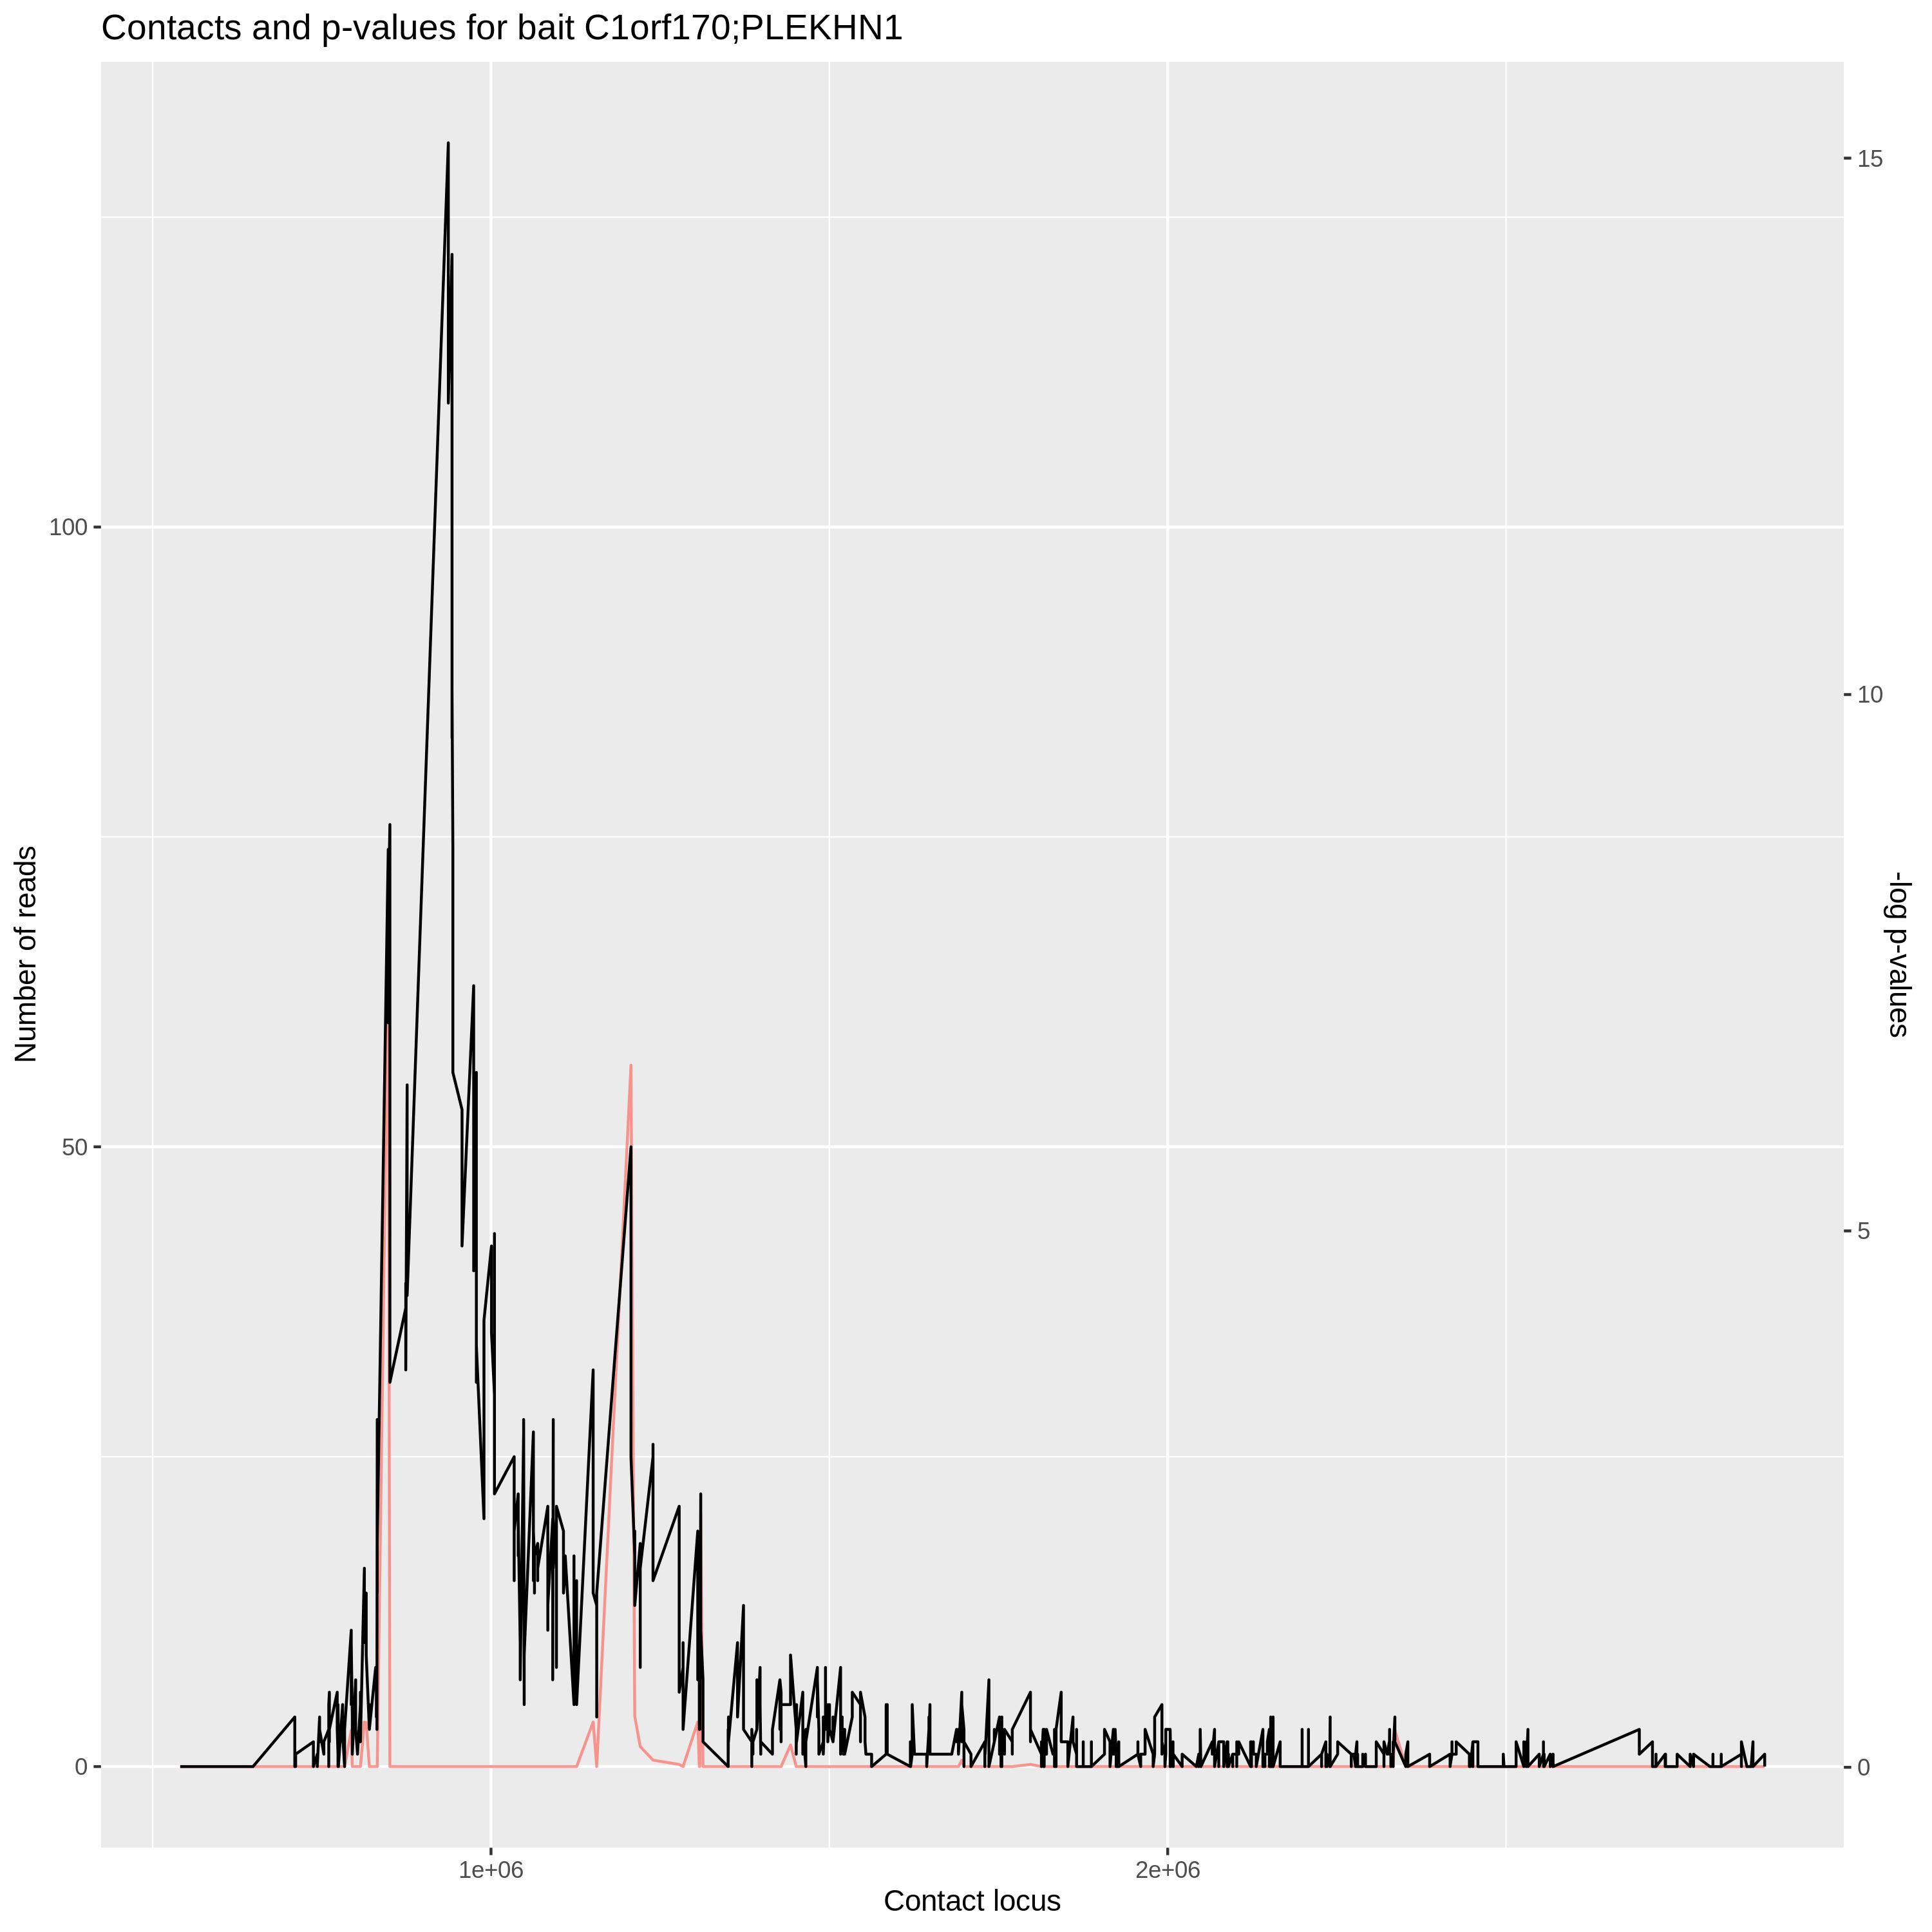 Contacts and p-values for bait C1orf170;PLEKHN1
15
100
10
Number of reads
-log p-values
50
5
0
0
1e+06
2e+06
Contact locus